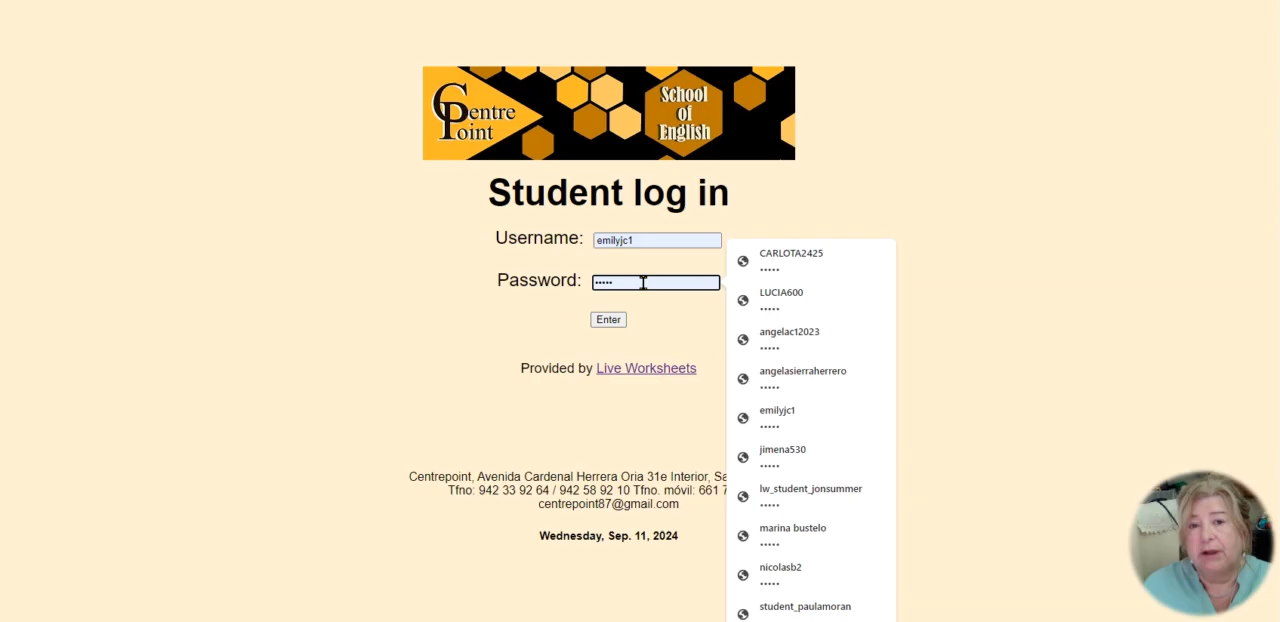 Centre
Point
School
of
English
Student log in
Username: emilyjc1
Password: •••••
Enter
Provided by Live Worksheets
Centrepoint, Avenida Cardenal Herrera Oria 31e Interior, Sa
Tfno: 942 33 92 64 / 942 58 92 10 Tfno. móvil: 661 7
centrepoint87@gmail.com
Wednesday, Sep. 11, 2024
CARLOTA2425
•••••
LUCIA600
•••••
angelac12023
•••••
angelasierraherrero
•••••
emilyjc1
•••••
jimena530
•••••
lw_student_jonsummer
•••••
marina bustelo
•••••
nicolasb2
•••••
student_paulamoran